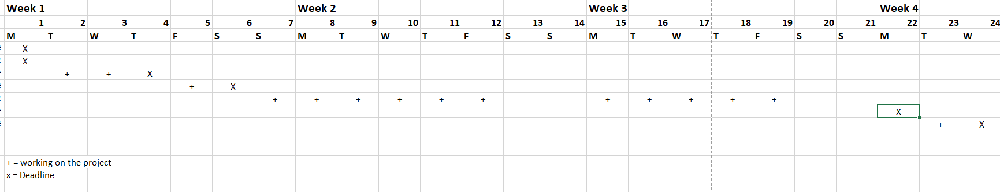 Week 1 Week 2 Week 3 Week 4
1 2 3 4 5 6 7 8 9 10 11 12 13 14 15 16 17 18 19 20 21 22 23 24
M T W T F S S M T W T F S S M T W T F S S M T W
X
X
+ + X
+ X
+ + + + + + + + + + +
X
+ X
+ = working on the project
x = Deadline